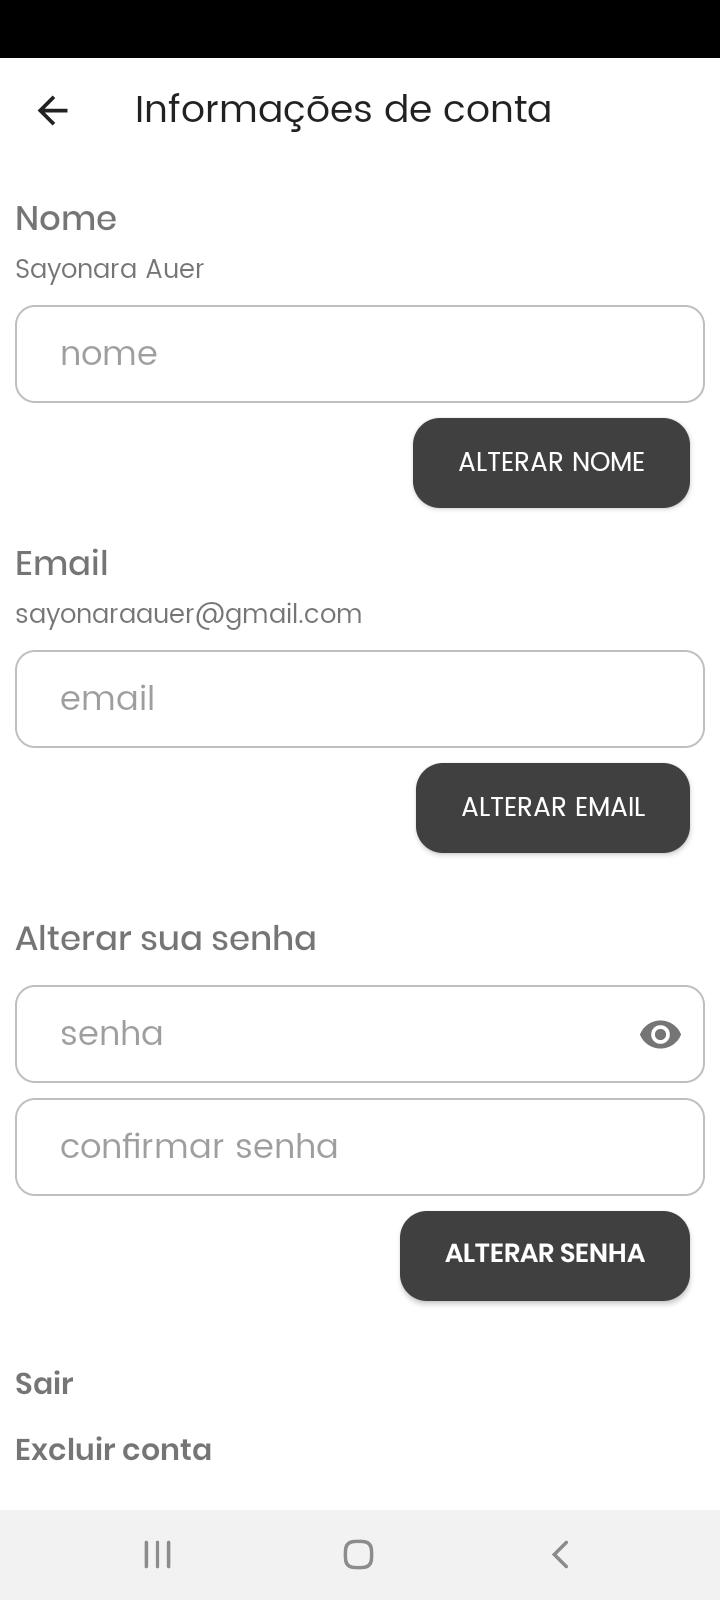 Informações de conta
Nome
Sayonara Auer
nome
ALTERAR NOME
Email
sayonaraauer@gmail.com
email
ALTERAR EMAIL
Alterar sua senha
senha
confirmar senha
ALTERAR SENHA
Sair
Excluir conta